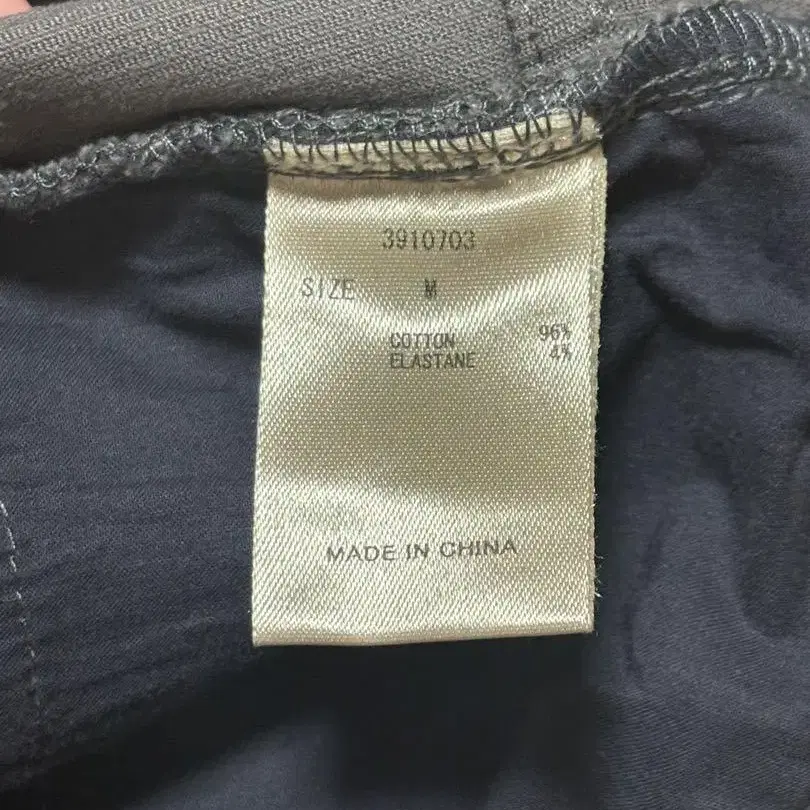 3910703
SIZE M
COTTON 96%
ELASTANE 4%
MADE IN CHINA